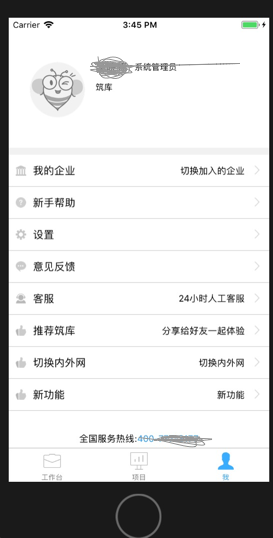 Carrier 3:45 PM
系统管理员
筑库
我的企业 切换加入的企业
新手帮助
设置
意见反馈
客服 24小时人工客服
推荐筑库 分享给好友一起体验
切换内外网 切换内外网
新功能 新功能
全国服务热线:400-
工作台 项目 我